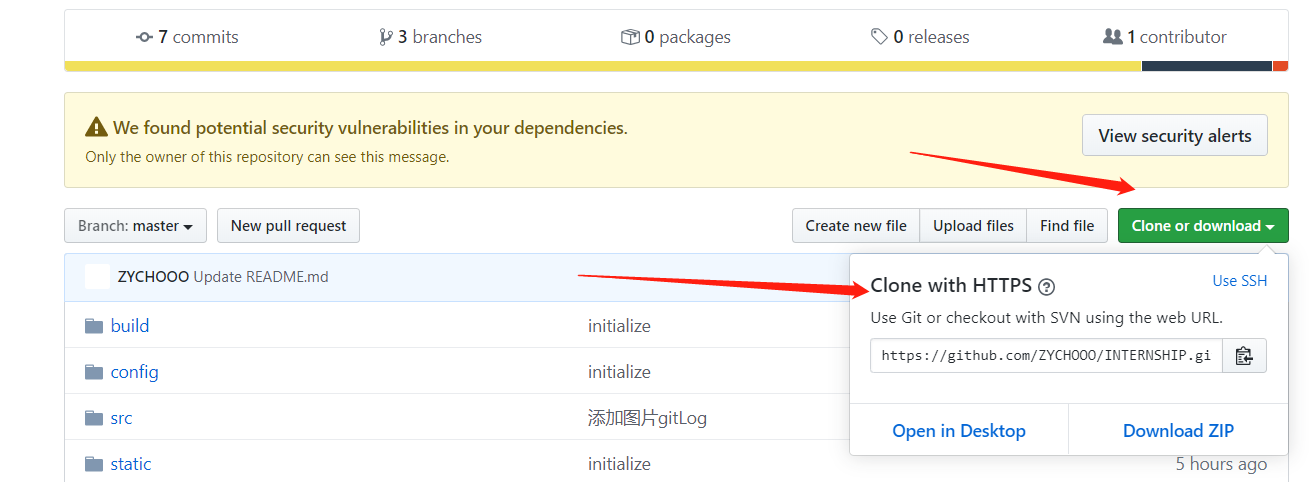 7 commits 3 branches 0 packages 0 releases 1 contributor
We found potential security vulnerabilities in your dependencies.
Only the owner of this repository can see this message.
View security alerts
Branch: master New pull request Create new file Upload files Find file Clone or download
ZYCHOOO Update README.md
Clone with HTTPS Use SSH
Use Git or checkout with SVN using the web URL.
https://github.com/ZYCHOOO/INTERNSHIP.gi
Open in Desktop Download ZIP
build initialize
config initialize
src 添加图片gitLog
static initialize 5 hours ago